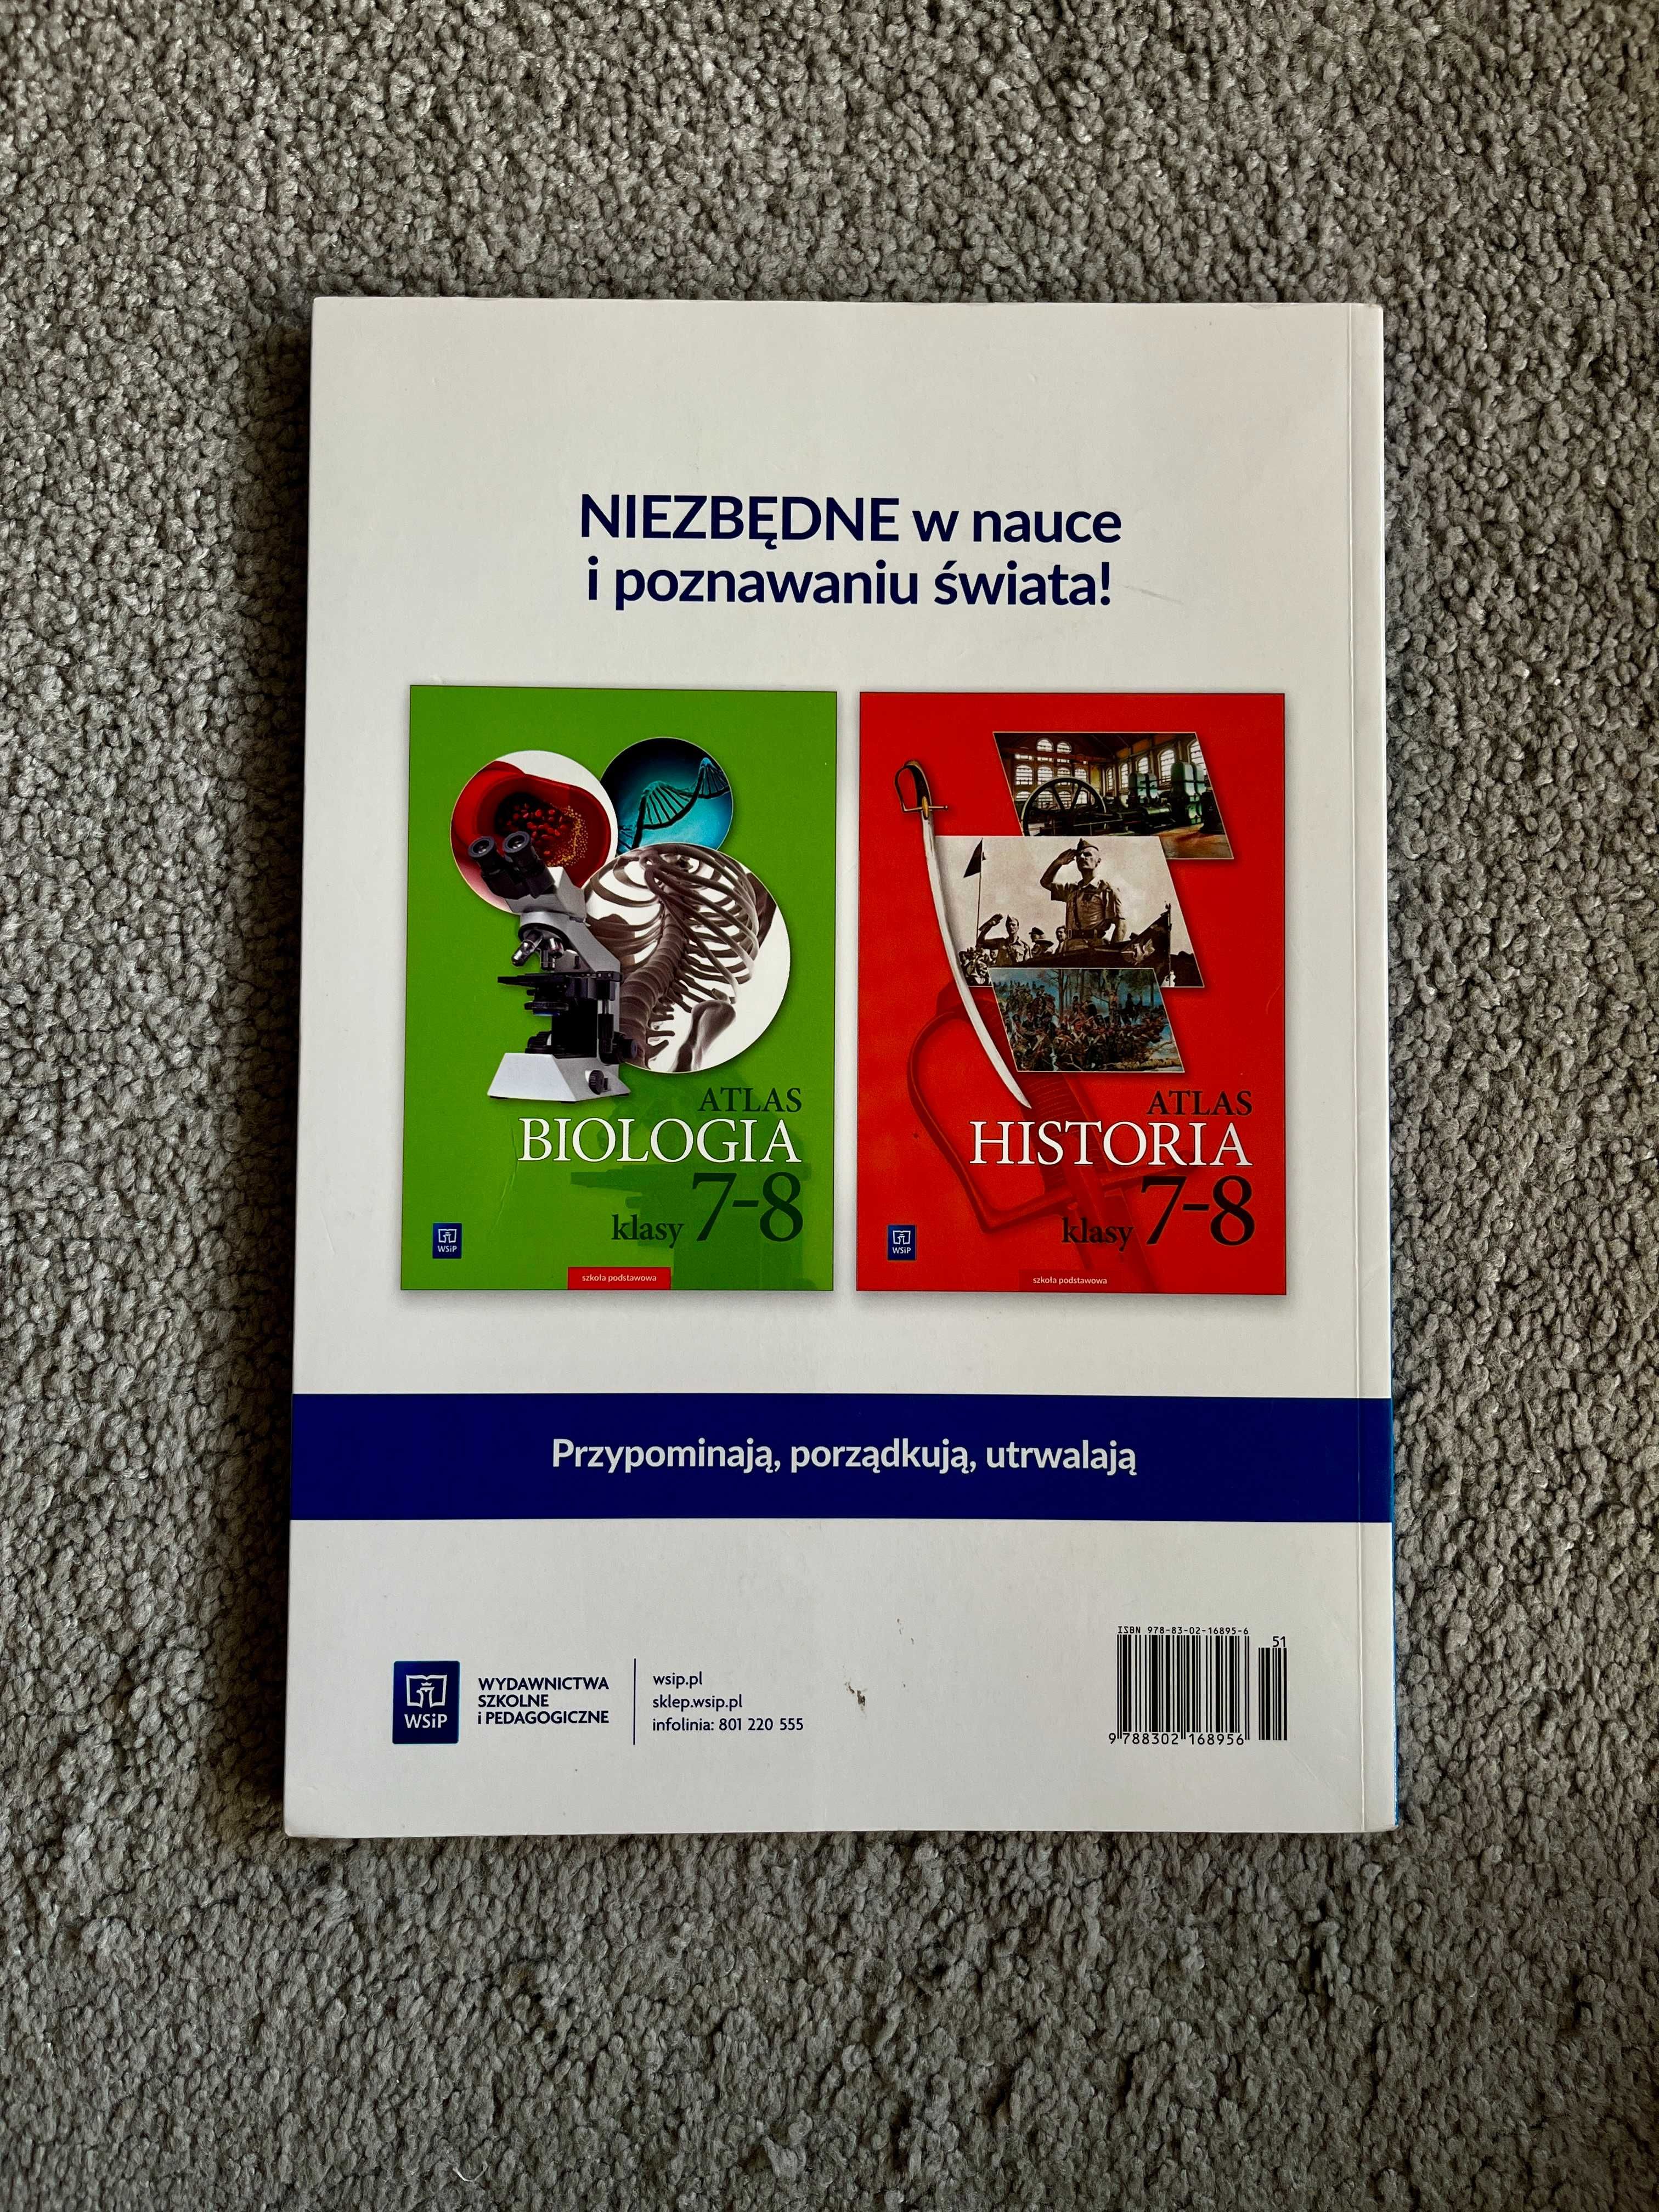 NIEZBĘDNE w nauce
i poznawaniu świata!
ATLAS
BIOLOGIA
klasy 7-8
WSiP
szkoła podstawowa
ATLAS
HISTORIA
klasy 7-8
WSiP
szkoła podstawowa
Przypominają, porządkują, utrwalają
WSiP
WYDAWNICTWA
SZKOLNE
i PEDAGOGICZNE
wsip.pl
sklep.wsip.pl
infolinia: 801 220 555
ISBN 978-83-02-16895-6
51
9 788302 168956